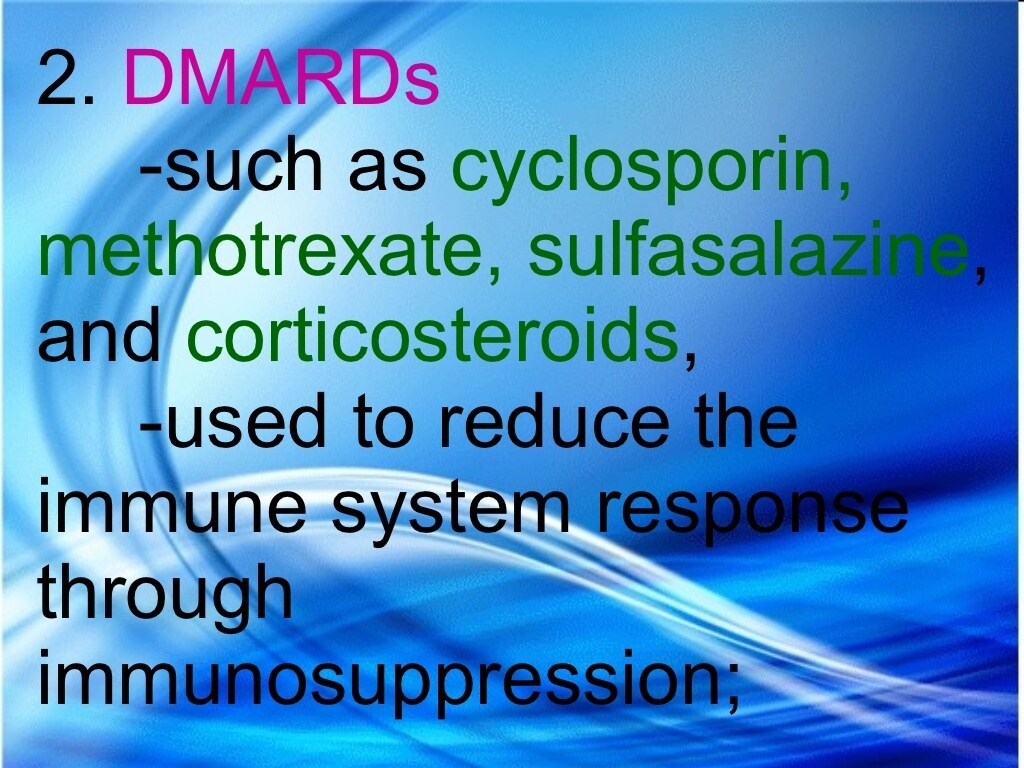 2. DMARDs
-such as cyclosporin,
methotrexate, sulfasalazine,
and corticosteroids,
-used to reduce the
immune system response
through
immunosuppression;